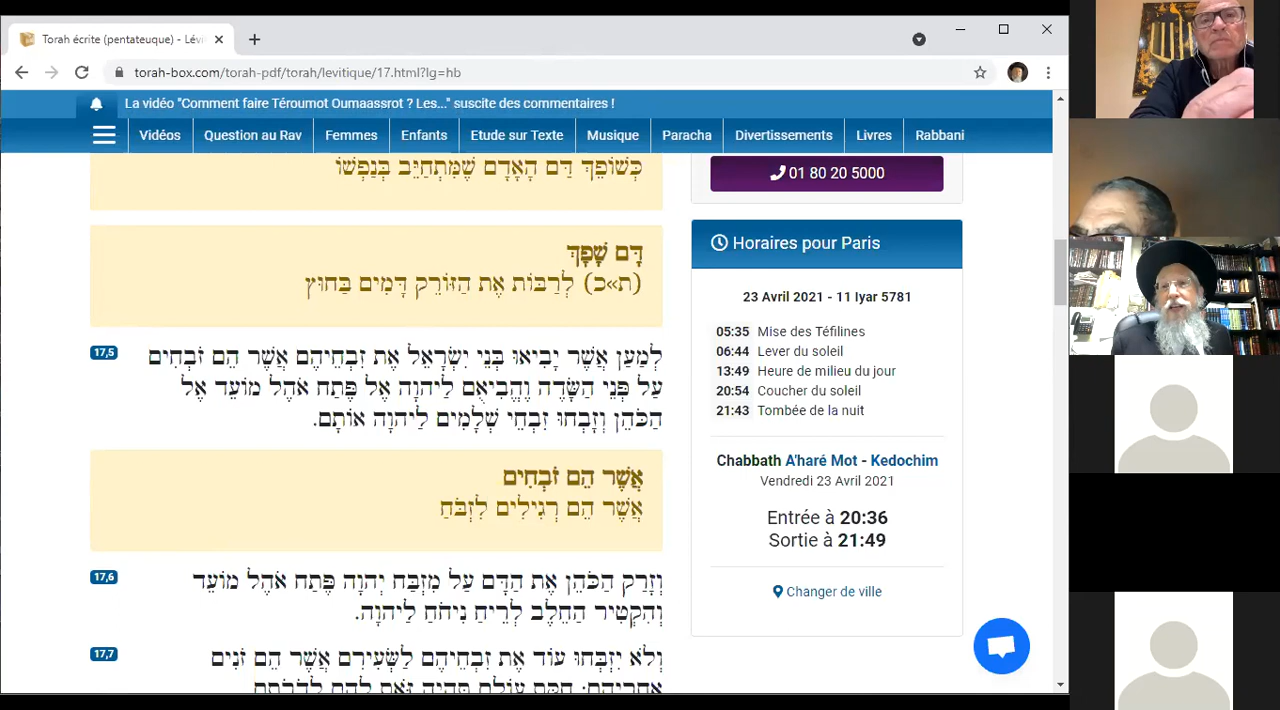 Torah écrite (pentateuque) - Lévi
torah-box.com/torah-pdf/torah/levitique/17.html?lg=hb
La vidéo "Comment faire Téroumot Oumaassrot ? Les..." suscite des commentaires !
Vidéos Question au Rav Femmes Enfants Etude sur Texte Musique Paracha Divertissements Livres Rabbani
כְּשׁוֹפֵךְ דַּם הָאָדָם שֶׁמִּתְחַיֵּב בְּנַפְשׁוֹ
דָּם שָׁפָךְ
(ת»כ) לְרַבּוֹת אֶת הַזּוֹרֵק דָּמִים בַּחוּץ
17,5
לְמַעַן אֲשֶׁר יָבִיאוּ בְּנֵי יִשְׂרָאֵל אֶת זִבְחֵיהֶם אֲשֶׁר הֵם זֹבְחִים
עַל פְּנֵי הַשָּׂדֶה וֶהֱבִיאֻם לַיהוָה אֶל פֶּתַח אֹהֶל מוֹעֵד אֶל
הַכֹּהֵן וְזָבְחוּ זִבְחֵי שְׁלָמִים לַיהוָה אוֹתָם.
אֲשֶׁר הֵם זֹבְחִים
אֲשֶׁר הֵם רְגִילִים לִזְבֹּחַ
17,6
וְזָרַק הַכֹּהֵן אֶת הַדָּם עַל מִזְבַּח יְהוָה פֶּתַח אֹהֶל מוֹעֵד
וְהִקְטִיר הַחֵלֶב לְרֵיחַ נִיחֹחַ לַיהוָה.
17,7
וְלֹא יִזְבְּחוּ עוֹד אֶת זִבְחֵיהֶם לַשְּׂעִירִם אֲשֶׁר הֵם זֹנִים
אַחֲרֵיהֶם חֻקַּת עוֹלָם תִּהְיֶה זֹּאת לָהֶם לְדֹרֹתָם
01 80 20 5000
Horaires pour Paris
23 Avril 2021 - 11 Iyar 5781
05:35 Mise des Téfilines
06:44 Lever du soleil
13:49 Heure de milieu du jour
20:54 Coucher du soleil
21:43 Tombée de la nuit
Chabbath A'haré Mot - Kedochim
Vendredi 23 Avril 2021
Entrée à 20:36
Sortie à 21:49
Changer de ville